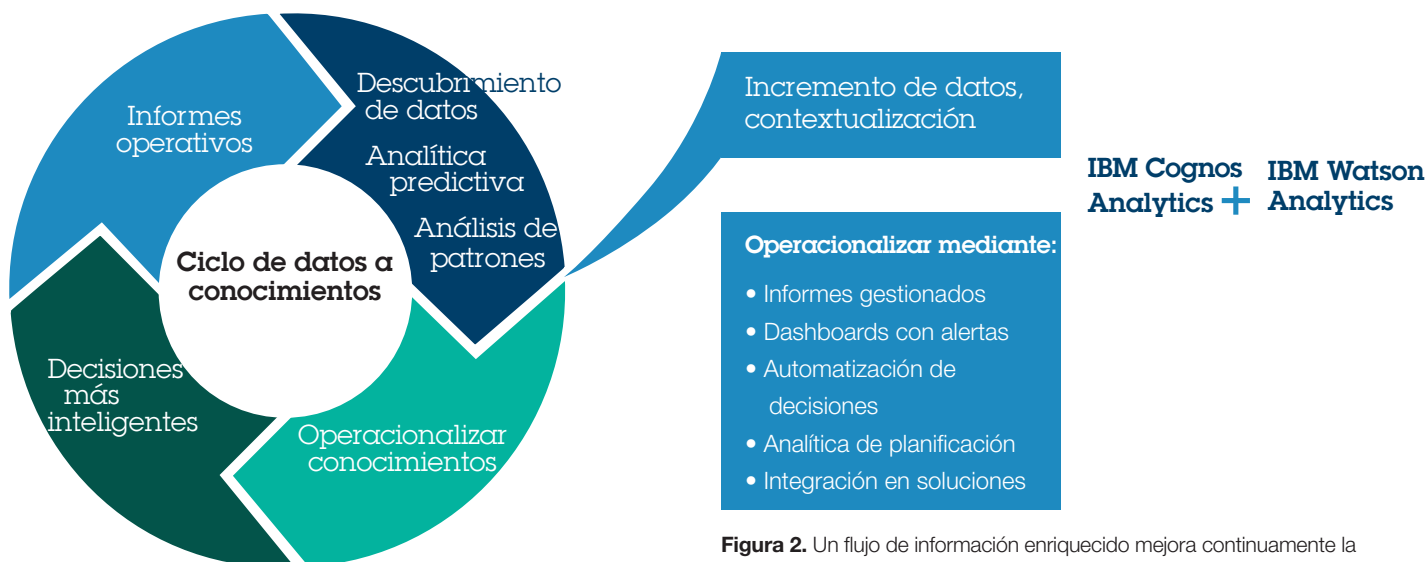 Informes
operativos
Descubrimiento
de datos
Analítica
predictiva
Análisis de
patrones
Ciclo de datos a
conocimientos
Decisiones
más
inteligentes
Operacionalizar
conocimientos
Incremento de datos,
contextualización
Operacionalizar mediante:
• Informes gestionados
• Dashboards con alertas
• Automatización de
decisiones
• Analítica de planificación
• Integración en soluciones
IBM Cognos
Analytics +
IBM Watson
Analytics
Figura 2. Un flujo de información enriquecido mejora continuamente la